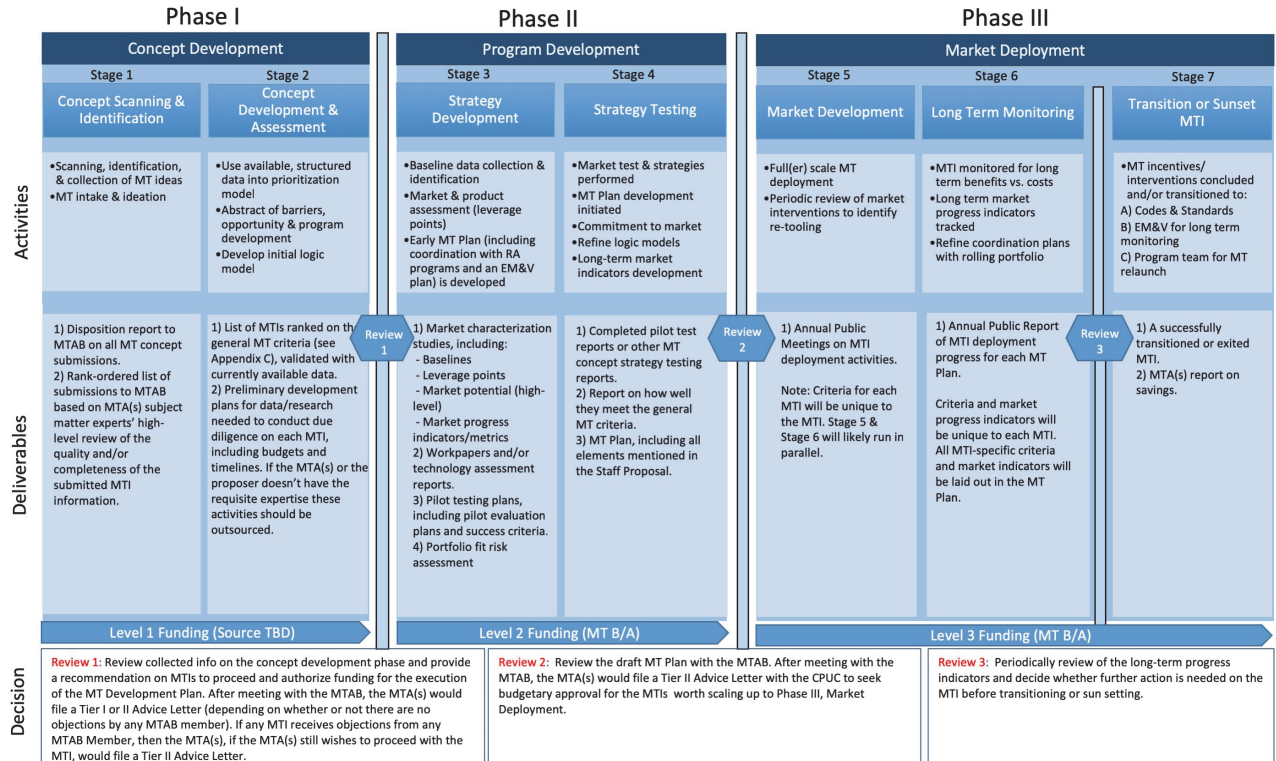 Phase I
Phase II
Phase III
Concept Development
Program Development
Market Deployment
Stage 1
Stage 2
Stage 3
Stage 4
Stage 5
Stage 6
Stage 7
Concept Scanning &
Identification
Concept
Development &
Assessment
Strategy
Development
Strategy Testing
Market Development
Long Term Monitoring
Transition or Sunset
MTI
Activities
•Scanning, identification,
& collection of MT ideas
•MT intake & ideation
•Use available, structured
data into prioritization
model
•Abstract of barriers,
opportunity & program
development
•Develop initial logic
model
•Baseline data collection &
identification
•Market & product
assessment (leverage
points)
•Early MT Plan (including
coordination with RA
programs and an EM&V
plan) is developed
•Market test & strategies
performed
•MT Plan development
initiated
•Commitment to market
•Refine logic models
•Long-term market
indicators development
•Full(er) scale MT
deployment
•Periodic review of market
interventions to identify
re-tooling
•MTI monitored for long
term benefits vs. costs
•Long term market
progress indicators
tracked
•Refine coordination plans
with rolling portfolio
•MT incentives/
interventions concluded
and/or transitioned to:
A) Codes & Standards
B) EM&V for long term
monitoring
C) Program team for MT
relaunch
Deliverables
1) Disposition report to
MTAB on all MT concept
submissions.
2) Rank-ordered list of
submissions to MTAB
based on MTA(s) subject
matter experts’ high-
level review of the
quality and/or
completeness of the
submitted MTI
information.
1) List of MTIs ranked on the
general MT criteria (see
Appendix C), validated with
currently available data.
2) Preliminary development
plans for data/research
needed to conduct due
diligence on each MTI,
including budgets and
timelines. If the MTA(s) or the
proposer doesn’t have the
requisite expertise these
activities should be
outsourced.
Review
1
1) Market characterization
studies, including:
- Baselines
- Leverage points
- Market potential (high-
level)
- Market progress
indicators/metrics
2) Workpapers and/or
technology assessment
reports.
3) Pilot testing plans,
including pilot evaluation
plans and success criteria.
4) Portfolio fit risk
assessment
1) Completed pilot test
reports or other MT
concept strategy testing
reports.
2) Report on how well
they meet the general
MT criteria.
3) MT Plan, including all
elements mentioned in
the Staff Proposal.
Review
2
1) Annual Public
Meetings on MTI
deployment activities.
Note: Criteria for each
MTI will be unique to
the MTI. Stage 5 &
Stage 6 will likely run in
parallel.
1) Annual Public Report
of MTI deployment
progress for each MT
Plan.
Criteria and market
progress indicators will
be unique to each MTI.
All MTI-specific criteria
and market indicators will
be laid out in the MT
Plan.
Review
3
1) A successfully
transitioned or exited
MTI.
2) MTA(s) report on
savings.
Level 1 Funding (Source TBD)
Level 2 Funding (MT B/A)
Level 3 Funding (MT B/A)
Decision
Review 1: Review collected info on the concept development phase and provide
a recommendation on MTIs to proceed and authorize funding for the execution
of the MT Development Plan. After meeting with the MTAB, the MTA(s) would
file a Tier I or II Advice Letter (depending on whether or not there are no
objections by any MTAB member). If any MTI receives objections from any
MTAB Member, then the MTA(s), if the MTA(s) still wishes to proceed with the
MTI, would file a Tier II Advice Letter.
Review 2: Review the draft MT Plan with the MTAB. After meeting with the
MTAB, the MTA(s) would file a Tier II Advice Letter with the CPUC to seek
budgetary approval for the MTIs worth scaling up to Phase III, Market
Deployment.
Review 3: Periodically review of the long-term progress
indicators and decide whether further action is needed on the
MTI before transitioning or sun setting.